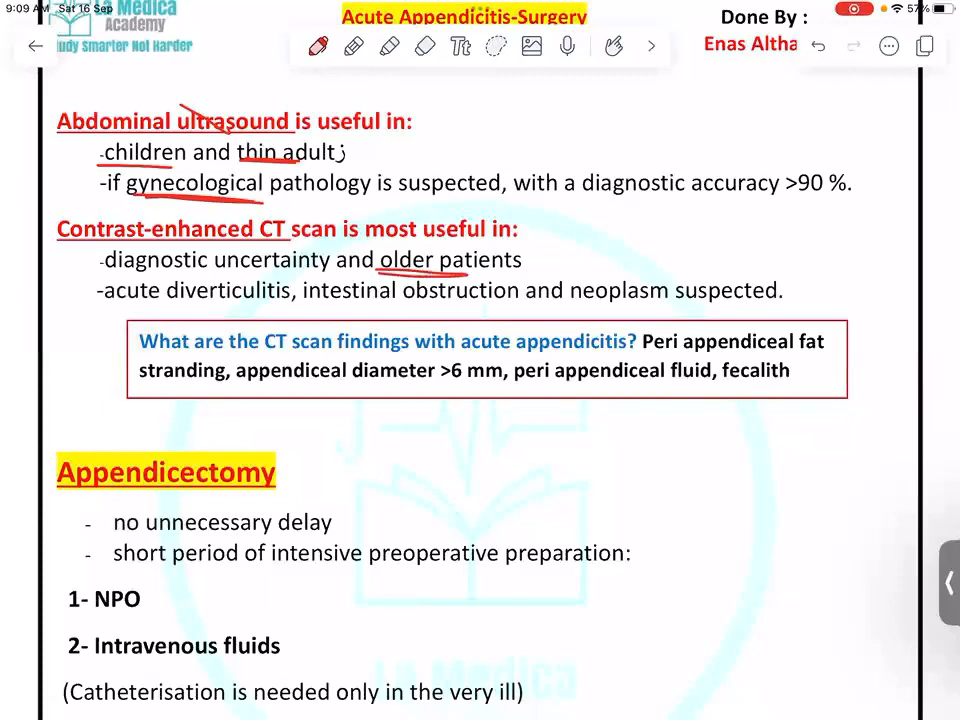 9:09 AM Sat 16 Sep
57%
La Medica
Academy
Study Smarter Not Harder
Acute Appendicitis-Surgery
Done By :
Enas Altha
Tt
Abdominal ultrasound is useful in:
-children and thin adult
-if gynecological pathology is suspected, with a diagnostic accuracy >90 %.
Contrast-enhanced CT scan is most useful in:
-diagnostic uncertainty and older patients
-acute diverticulitis, intestinal obstruction and neoplasm suspected.
What are the CT scan findings with acute appendicitis? Peri appendiceal fat
stranding, appendiceal diameter >6 mm, peri appendiceal fluid, fecalith
Appendicectomy
- no unnecessary delay
- short period of intensive preoperative preparation:
1- NPO
2- Intravenous fluids
La Medica
(Catheterisation is needed only in the very ill)